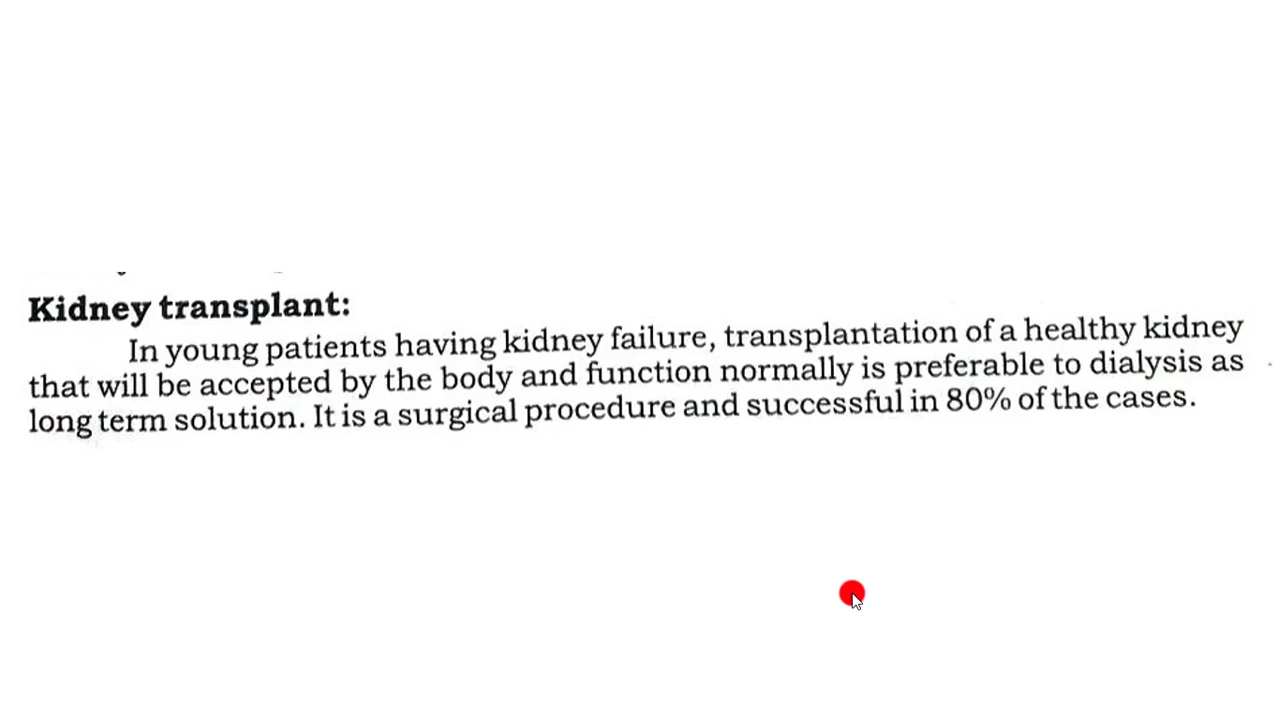 Kidney transplant:
In young patients having kidney failure, transplantation of a healthy kidney
that will be accepted by the body and function normally is preferable to dialysis as
long term solution. It is a surgical procedure and successful in 80% of the cases.